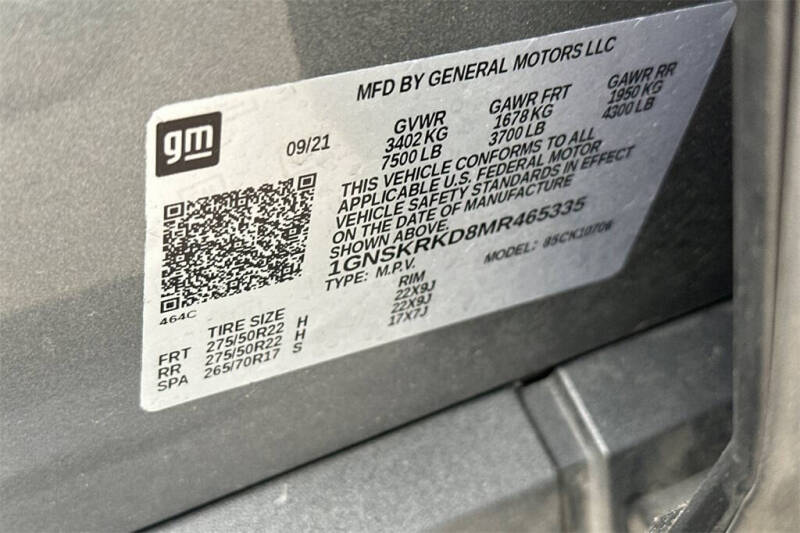 MFD BY GENERAL MOTORS LLC
gm
09/21
GVWR GAWR FRT GAWR RR
3402 KG 1678 KG 1950 KG
7500 LB 3700 LB 4300 LB
THIS VEHICLE CONFORMS TO ALL
APPLICABLE U.S. FEDERAL MOTOR
VEHICLE SAFETY STANDARDS IN EFFECT
ON THE DATE OF MANUFACTURE
SHOWN ABOVE.
1GNSKRKD8MR465335
TYPE: M.P.V. MODEL: 85CK10706
464C
TIRE SIZE RIM
FRT 275/50R22 H 22X9J
RR 275/50R22 H 22X9J
SPA 265/70R17 S 17X7J